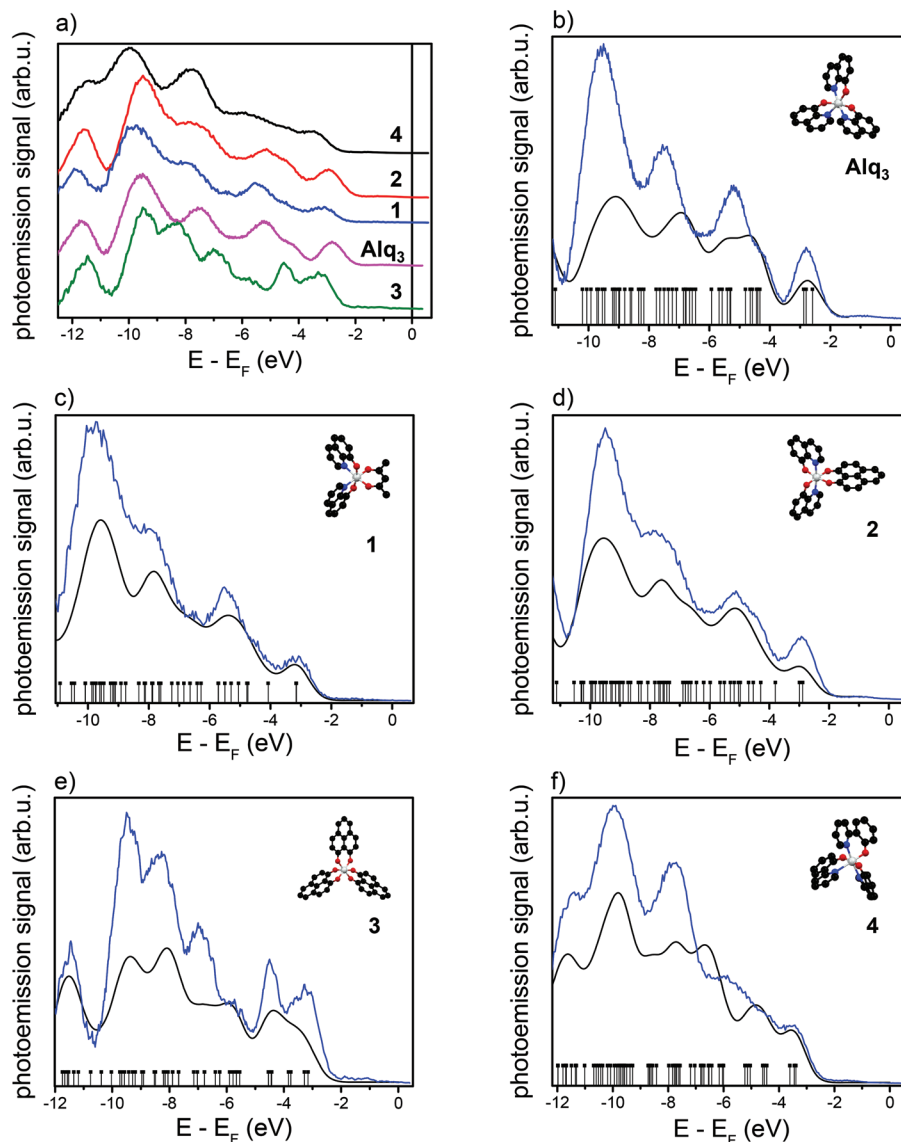 a)
photoemission signal (arb.u.)
4
2
1
Alq3
3
-12 -10 -8 -6 -4 -2 0
E - EF (eV)
b)
photoemission signal (arb.u.)
Alq3
-10 -8 -6 -4 -2 0
E - EF (eV)
c)
photoemission signal (arb.u.)
1
-10 -8 -6 -4 -2 0
E - EF (eV)
d)
photoemission signal (arb.u.)
2
-10 -8 -6 -4 -2 0
E - EF (eV)
e)
photoemission signal (arb.u.)
3
-12 -10 -8 -6 -4 -2 0
E - EF (eV)
f)
photoemission signal (arb.u.)
4
-12 -10 -8 -6 -4 -2 0
E - EF (eV)